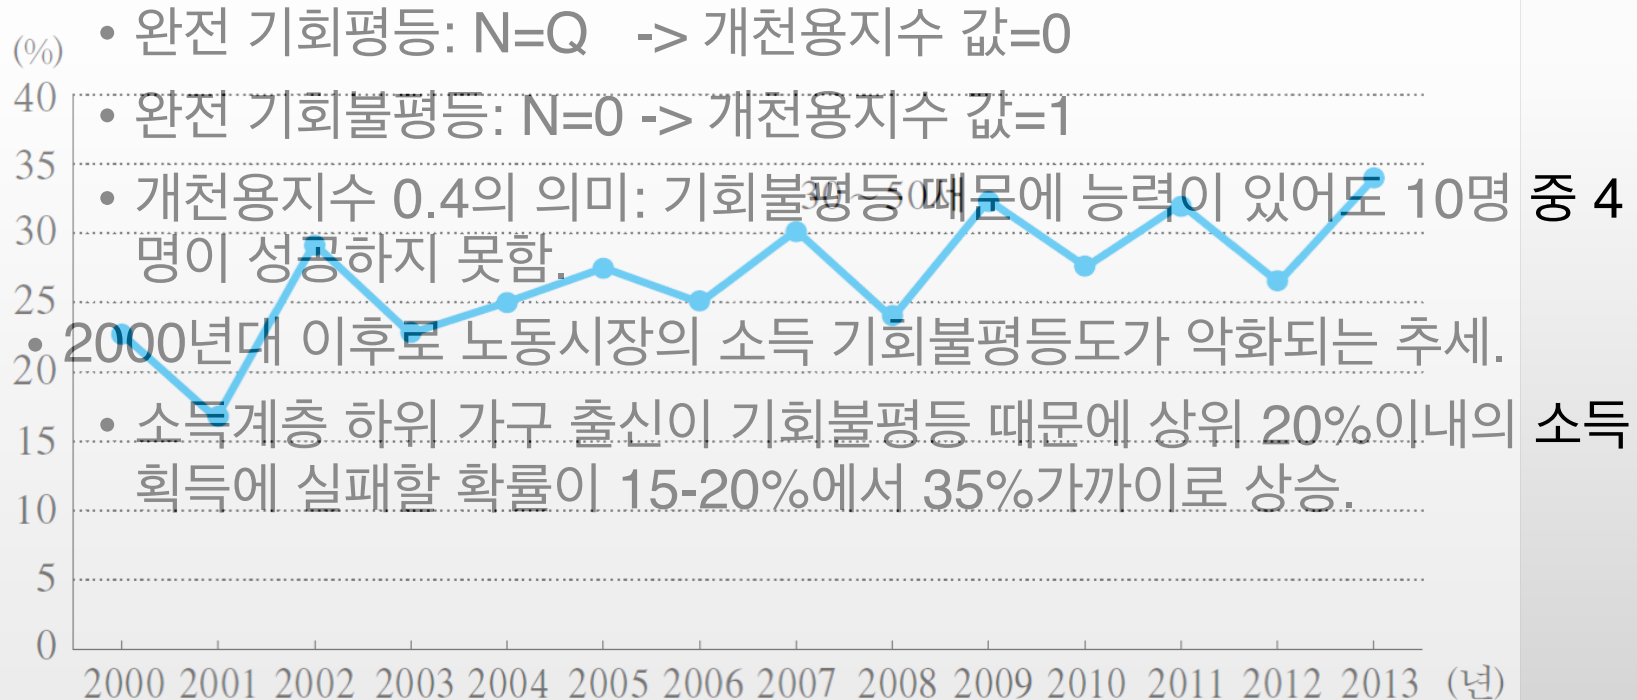 • 완전 기회평등: N=Q -> 개천용지수 값=0
(%)
40
• 완전 기회불평등: N=0 -> 개천용지수 값=1
35
• 개천용지수 0.4의 의미: 기회불평등 때문에 능력이 있어도 10명 중 4
30
명이 성공하지 못함.
25
• 2000년대 이후로 노동시장의 소득 기회불평등도가 악화되는 추세.
20
• 소득계층 하위 가구 출신이 기회불평등 때문에 상위 20%이내의 소득
15
획득에 실패할 확률이 15-20%에서 35%가까이로 상승.
10
5
0
2000 2001 2002 2003 2004 2005 2006 2007 2008 2009 2010 2011 2012 2013 (년)